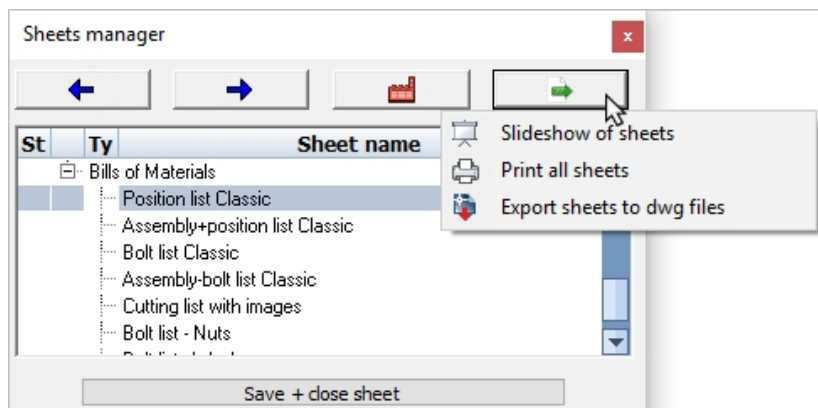 Sheets manager
x
Slideshow of sheets
Print all sheets
Export sheets to dwg files
St Ty Sheet name
Bills of Materials
Position list Classic
Assembly+position list Classic
Bolt list Classic
Assembly-bolt list Classic
Cutting list with images
Bolt list - Nuts
Save + close sheet